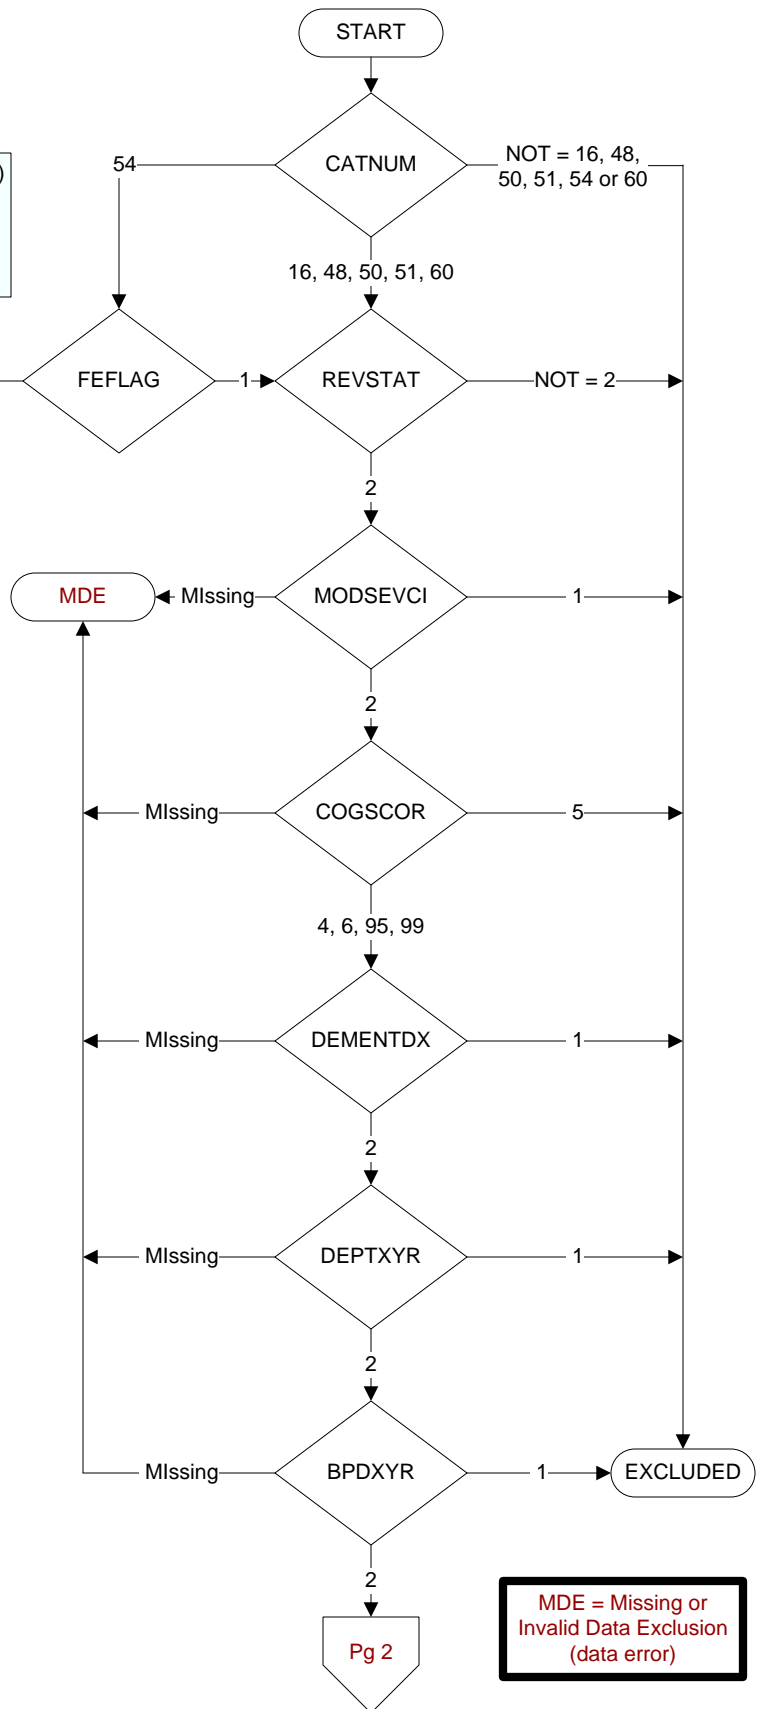 START
CATNUM
54
NOT = 16, 48,
50, 51, 54 or 60
)
16, 48, 50, 51, 60
FEFLAG
1
REVSTAT
NOT = 2
2
MDE
MIssing
MODSEVCI
1
2
MIssing
COGSCOR
5
4, 6, 95, 99
MIssing
DEMENTDX
1
2
MIssing
DEPTXYR
1
2
MIssing
BPDXYR
1
EXCLUDED
2
Pg 2
MDE = Missing or
Invalid Data Exclusion
(data error)